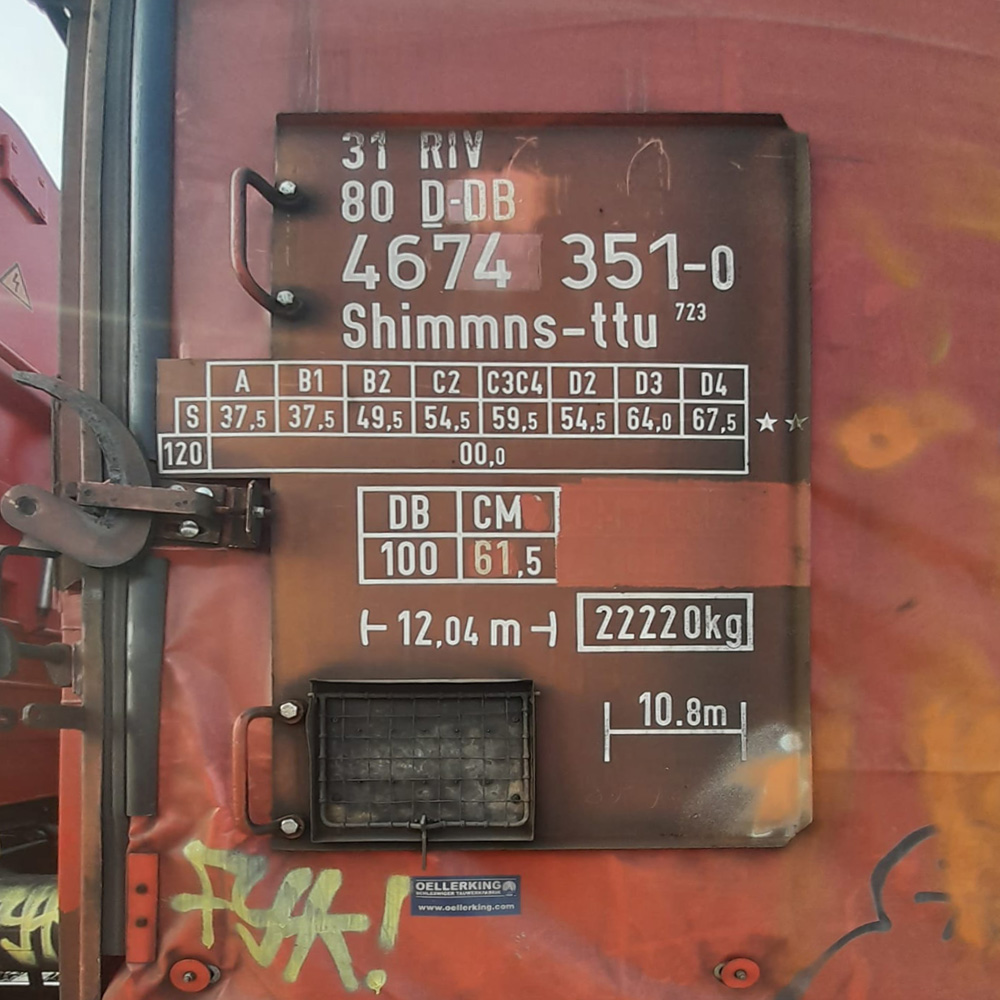 31 RIV
80 D-DB
4674 351-0
Shimmns-ttu 723
A B1 B2 C2 C3C4 D2 D3 D4
S 37,5 37,5 49,5 54,5 59,5 54,5 64,0 67,5 ★★
120 00,0
DB CM
100 61,5
12,04 m
22220kg
10.8m
OELLERKING
www.oellerking.com